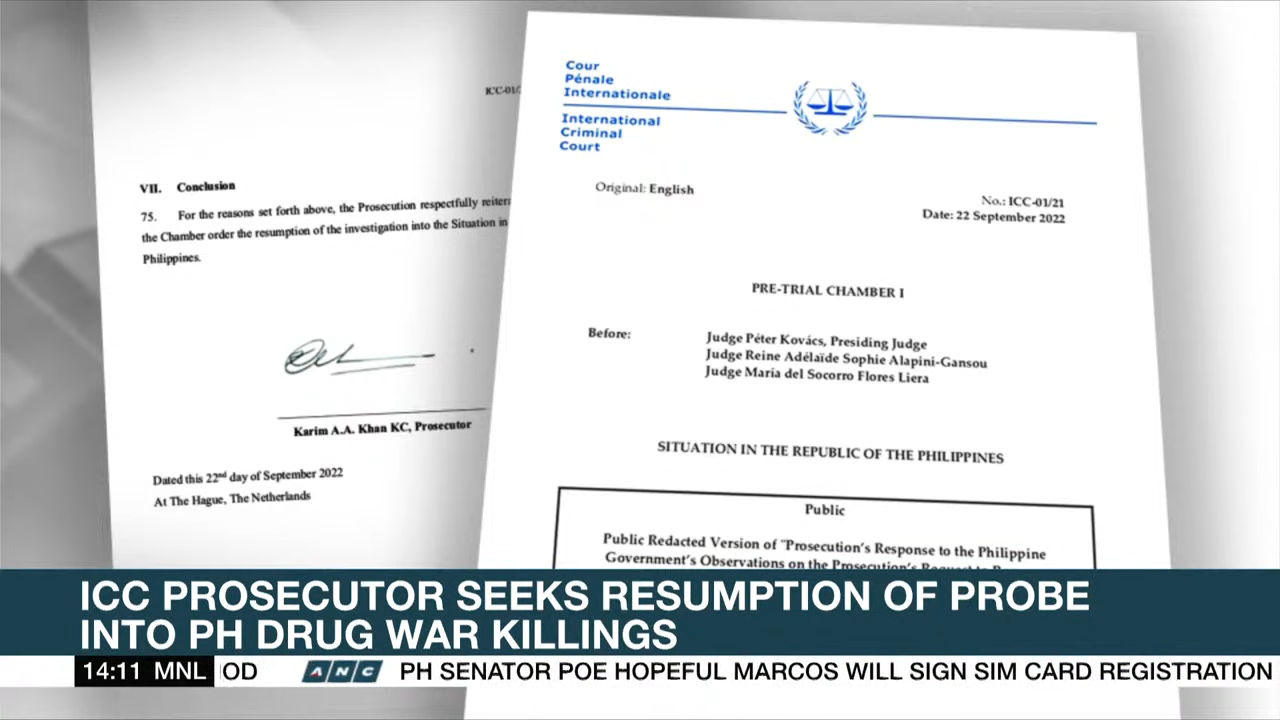 ICC-01/
VII. Conclusion
75. For the reasons set forth above, the Prosecution respectfully
the Chamber order the resumption of the investigation into the Situation in
Philippines.
Karim A.A. Khan KC, Prosecutor
Dated this 22nd day of September 2022
At The Hague, The Netherlands
Cour
Pénale
Internationale
International
Criminal
Court
Original: English
No.: ICC-01/21
Date: 22 September 2022
PRE-TRIAL CHAMBER I
Before:
Judge Péter Kovács, Presiding Judge
Judge Reine Adélaïde Sophie Alapini-Gansou
Judge María del Socorro Flores Liera
SITUATION IN THE REPUBLIC OF THE PHILIPPINES
Public
Public Redacted Version of "Prosecution's Response to the Philippine
Government's Observations on the Prosecution's
ICC PROSECUTOR SEEKS RESUMPTION OF PROBE
INTO PH DRUG WAR KILLINGS
14:11 MNL OD ANC PH SENATOR POE HOPEFUL MARCOS WILL SIGN SIM CARD REGISTRATION